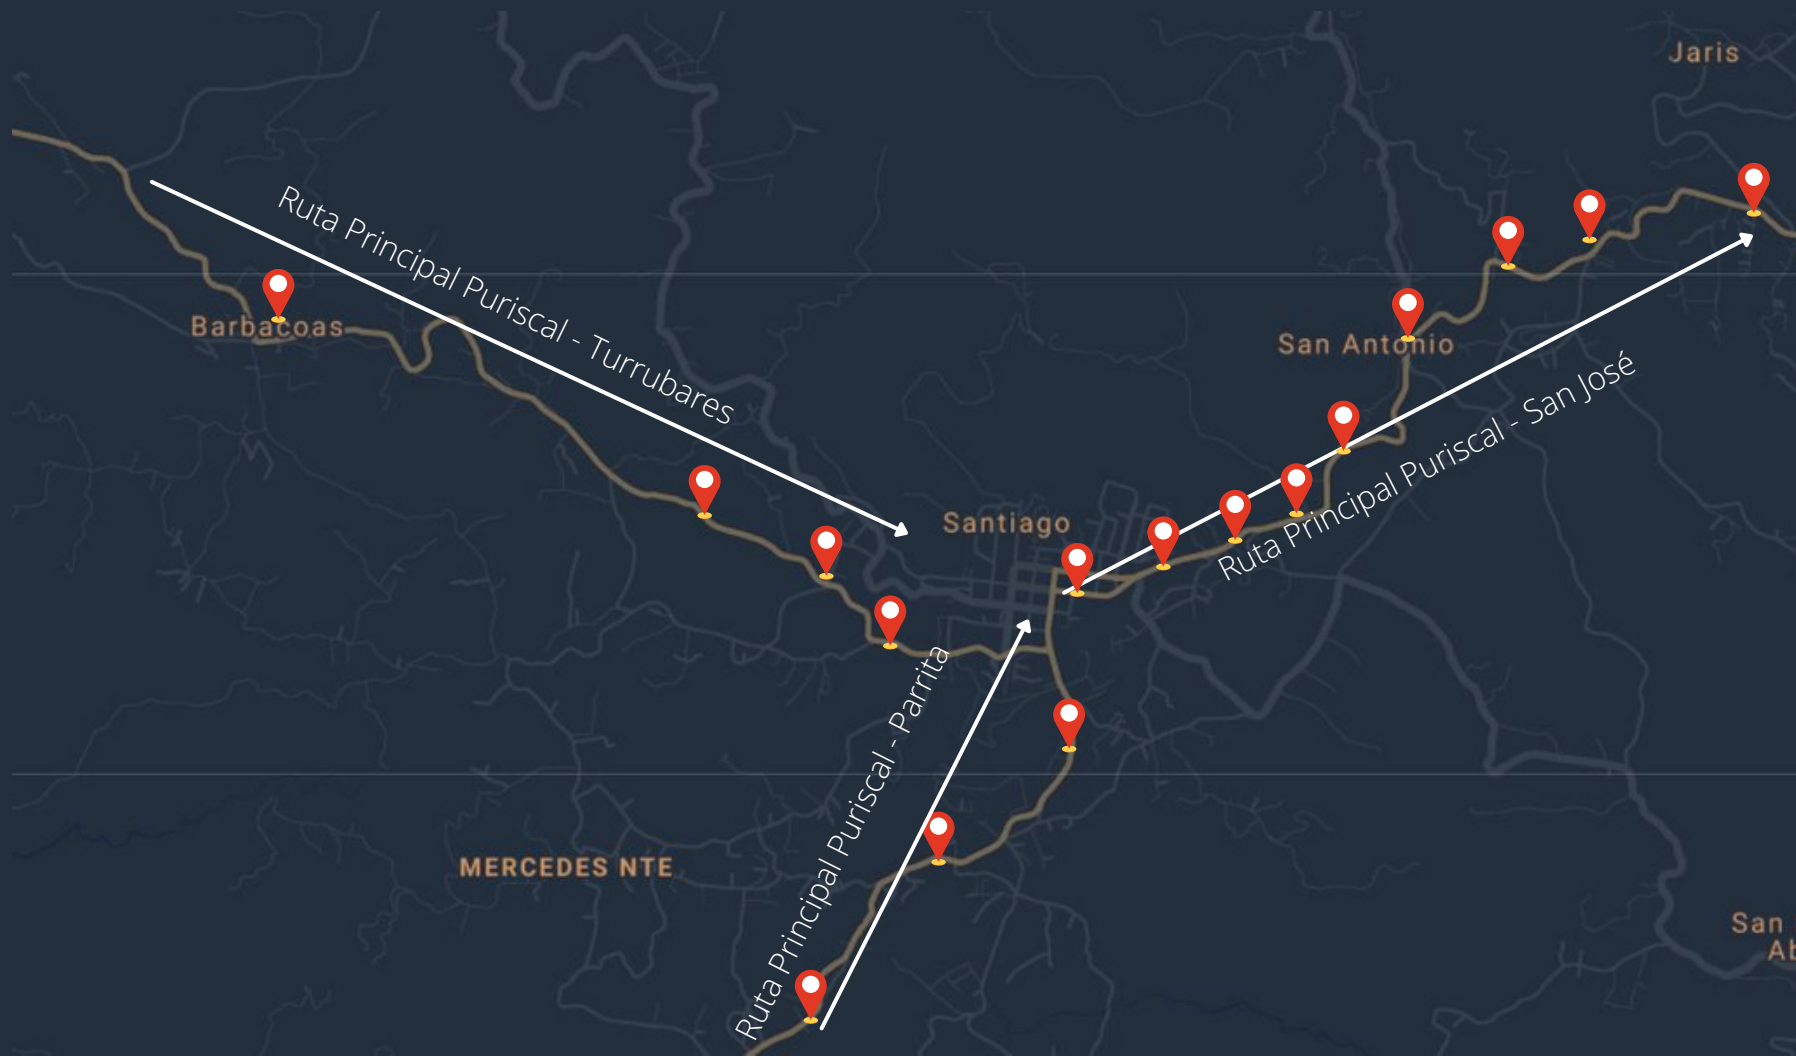 Jaris
Ruta Principal Puriscal - Turrubares
Barbacoas
San Antonio
Ruta Principal Puriscal - San José
Santiago
Ruta Principal Puriscal - Parrita
MERCEDES NTE
San
Ab